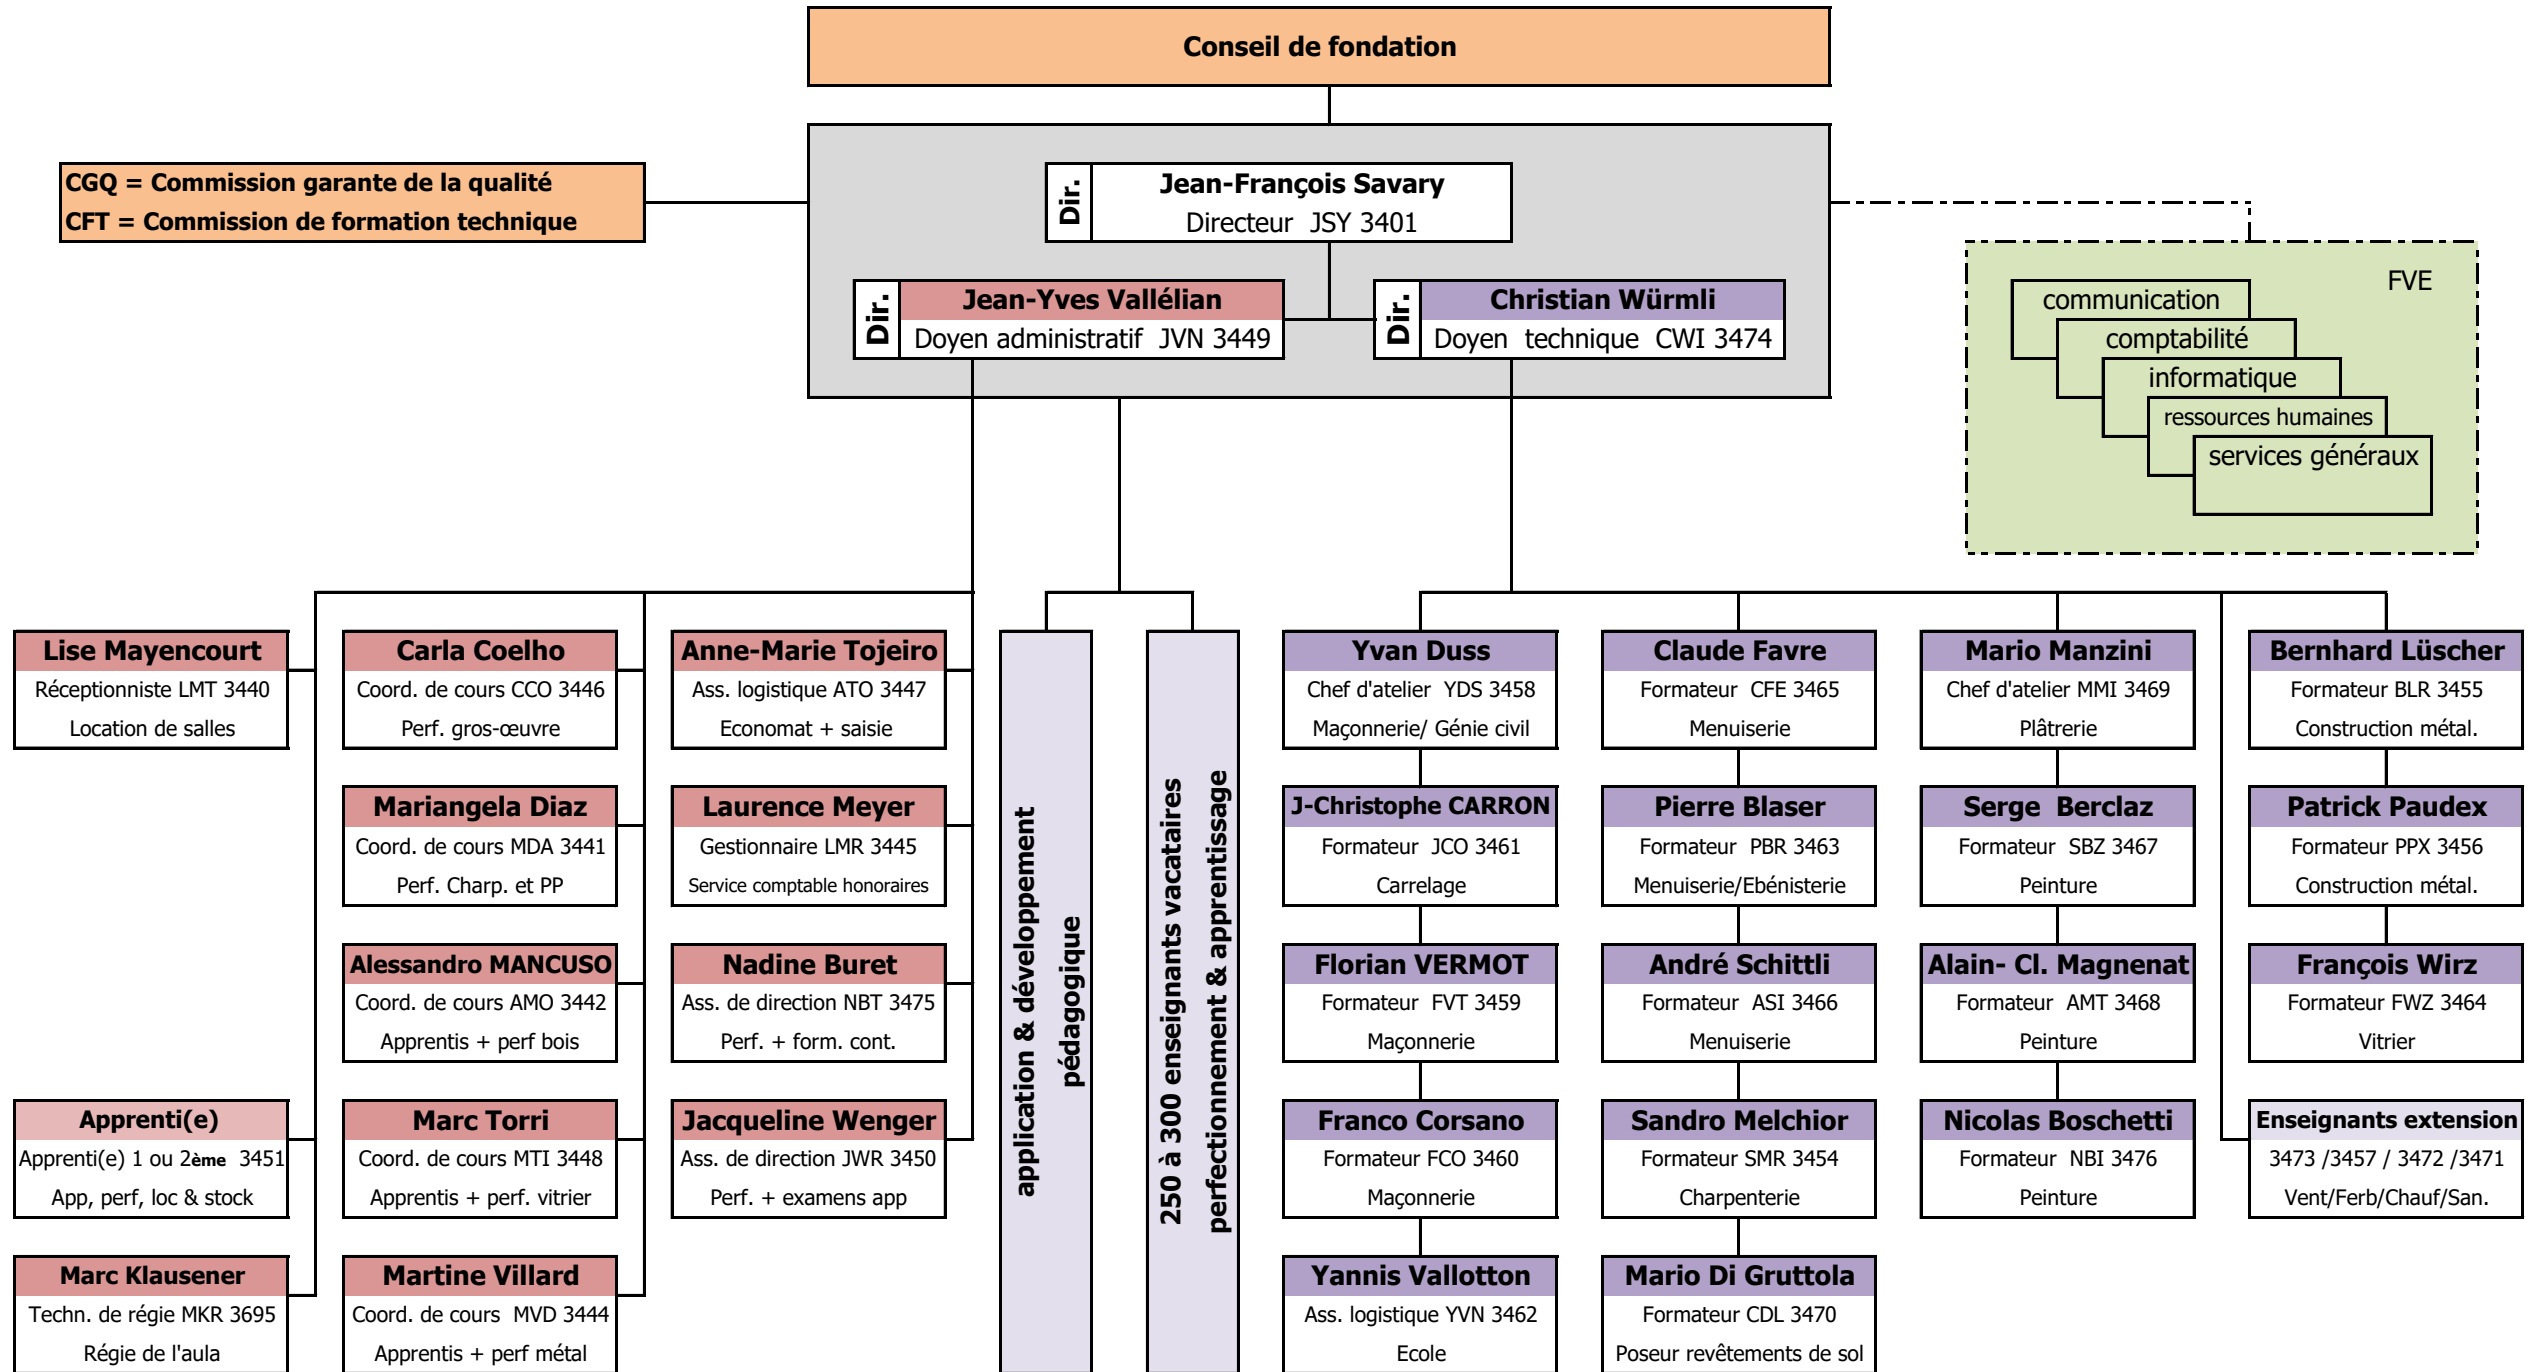 Conseil de fondation
CGQ = Commission garante de la qualité
CFT = Commission de formation technique
Dir.
Jean-François Savary
Directeur JSY 3401
Dir.
Jean-Yves Vallélian
Doyen administratif JVN 3449
Dir.
Christian Würmli
Doyen technique CWI 3474
FVE
communication
comptabilité
informatique
ressources humaines
services généraux
Lise Mayencourt
Réceptionniste LMT 3440
Location de salles
Apprenti(e)
Apprenti(e) 1 ou 2ème 3451
App, perf, loc & stock
Marc Klausener
Techn. de régie MKR 3695
Régie de l'aula
Carla Coelho
Coord. de cours CCO 3446
Perf. gros-œuvre
Mariangela Diaz
Coord. de cours MDA 3441
Perf. Charp. et PP
Alessandro MANCUSO
Coord. de cours AMO 3442
Apprentis + perf bois
Marc Torri
Coord. de cours MTI 3448
Apprentis + perf. vitrier
Martine Villard
Coord. de cours MVD 3444
Apprentis + perf métal
Anne-Marie Tojeiro
Ass. logistique ATO 3447
Economat + saisie
Laurence Meyer
Gestionnaire LMR 3445
Service comptable honoraires
Nadine Buret
Ass. de direction NBT 3475
Perf. + form. cont.
Jacqueline Wenger
Ass. de direction JWR 3450
Perf. + examens app
application & développement
pédagogique
250 à 300 enseignants vacataires
perfectionnement & apprentissage
Yvan Duss
Chef d'atelier YDS 3458
Maçonnerie/ Génie civil
J-Christophe CARRON
Formateur JCO 3461
Carrelage
Florian VERMOT
Formateur FVT 3459
Maçonnerie
Franco Corsano
Formateur FCO 3460
Maçonnerie
Yannis Vallotton
Ass. logistique YVN 3462
Ecole
Claude Favre
Formateur CFE 3465
Menuiserie
Pierre Blaser
Formateur PBR 3463
Menuiserie/Ebénisterie
André Schittli
Formateur ASI 3466
Menuiserie
Sandro Melchior
Formateur SMR 3454
Charpenterie
Mario Di Gruttola
Formateur CDL 3470
Poseur revêtements de sol
Mario Manzini
Chef d'atelier MMI 3469
Plâtrerie
Serge Berclaz
Formateur SBZ 3467
Peinture
Alain- Cl. Magnenat
Formateur AMT 3468
Peinture
Nicolas Boschetti
Formateur NBI 3476
Peinture
Bernhard Lüscher
Formateur BLR 3455
Construction métal.
Patrick Paudex
Formateur PPX 3456
Construction métal.
François Wirz
Formateur FWZ 3464
Vitrier
Enseignants extension
3473 /3457 / 3472 /3471
Vent/Ferb/Chauf/San.